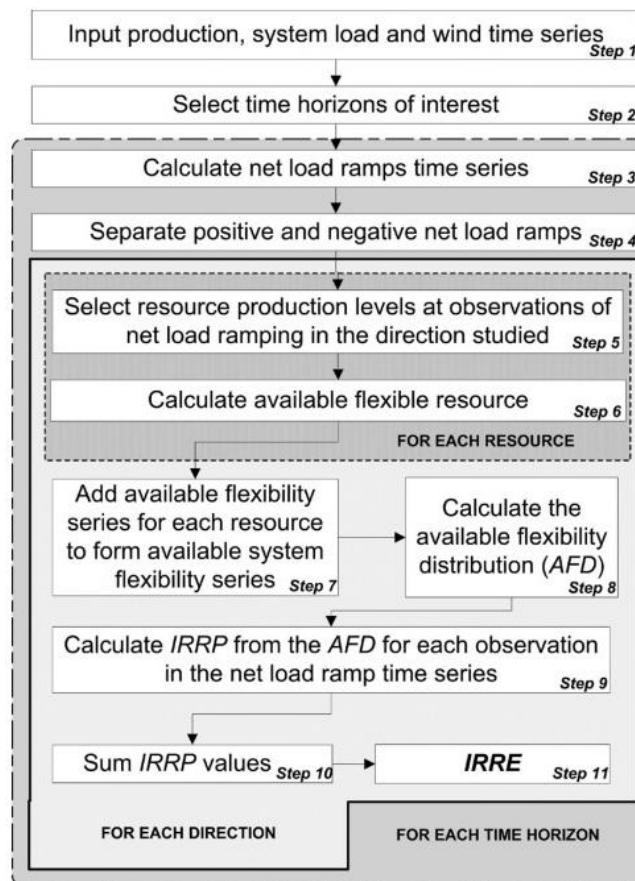 Input production, system load and wind time series
Step 1
Select time horizons of interest
Step 2
Calculate net load ramps time series
Step 3
Separate positive and negative net load ramps
Step 4
Select resource production levels at observations of
net load ramping in the direction studied
Step 5
Calculate available flexible resource
Step 6
FOR EACH RESOURCE
Add available flexibility
series for each resource
to form available system
flexibility series
Step 7
Calculate the
available flexibility
distribution (AFD)
Step 8
Calculate IRRP from the AFD for each observation
in the net load ramp time series
Step 9
Sum IRRP values
Step 10
IRRE
Step 11
FOR EACH DIRECTION
FOR EACH TIME HORIZON